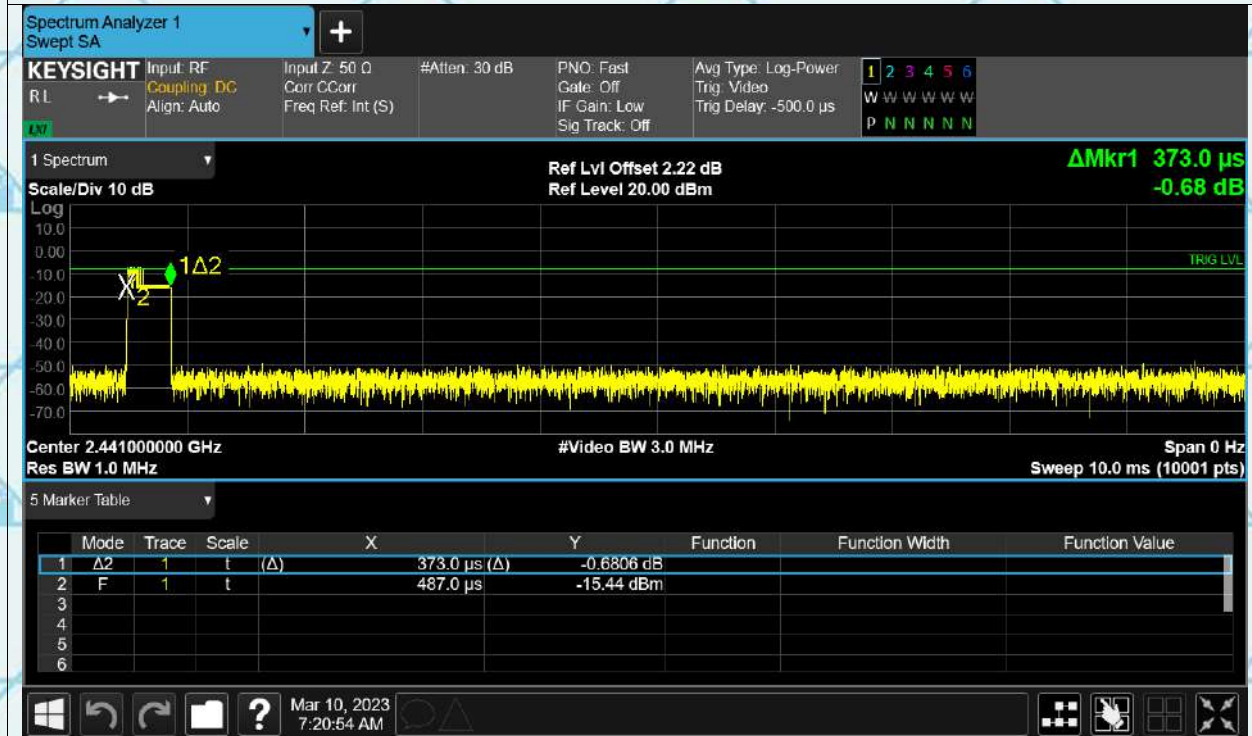 Spectrum Analyzer 1
Swept SA
+
KEYSIGHT Input: RF Input Z: 50 Ω #Atten: 30 dB PNO: Fast Avg Type: Log-Power 1 2 3 4 5 6
RL Coupling: DC Corr CCorr Gate: Off Trig: Video W W W W W W
Align: Auto Freq Ref: Int (S) IF Gain: Low Trig Delay: -500.0 µs
LXI Sig Track: Off P N N N N N
1 Spectrum Ref Lvl Offset 2.22 dB ΔMkr1 373.0 µs
Scale/Div 10 dB Ref Level 20.00 dBm -0.68 dB
Log
10.0
0.00
1Δ2 TRIG LVL
-10.0
X2
-20.0
-30.0
-40.0
-50.0
-60.0
-70.0
Center 2.441000000 GHz #Video BW 3.0 MHz Span 0 Hz
Res BW 1.0 MHz Sweep 10.0 ms (10001 pts)
5 Marker Table
Mode Trace Scale X Y Function Function Width Function Value
1 Δ2 1 t (Δ) 373.0 µs (Δ) -0.6806 dB
2 F 1 t 487.0 µs -15.44 dBm
3
4
5
6
? Mar 10, 2023
7:20:54 AM